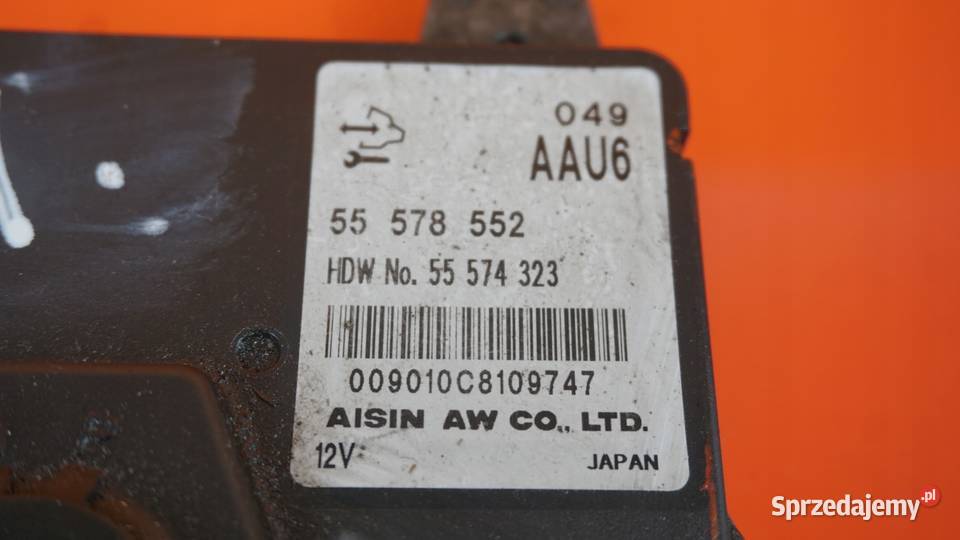 049
AAU6
55 578 552
HDW No. 55 574 323
009010C8109747
AISIN AW CO., LTD.
12V
JAPAN
Sprzedajemy.pl